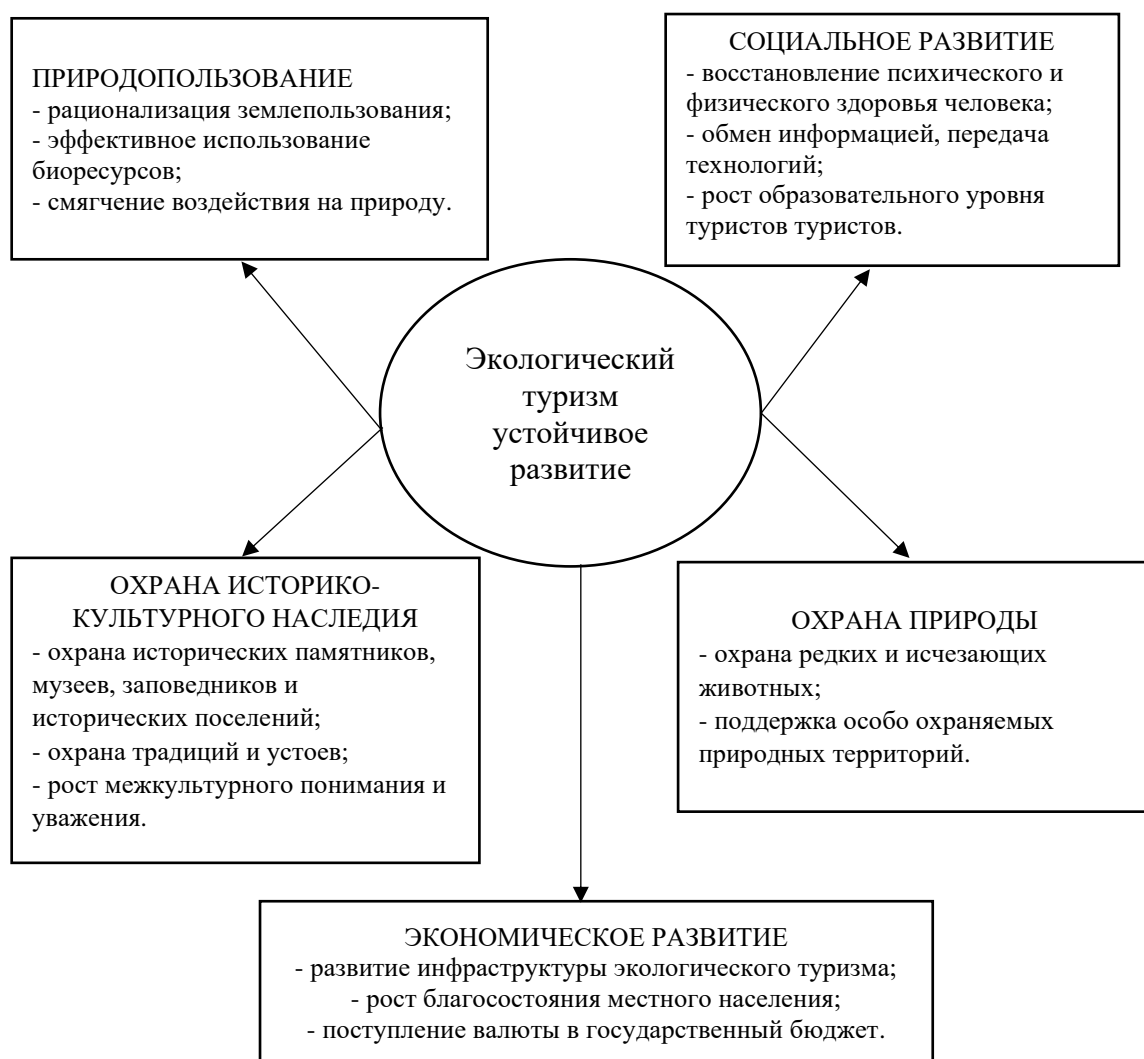 ПРИРОДОПОЛЬЗОВАНИЕ
- рационализация землепользования;
- эффективное использование
биоресурсов;
- смягчение воздействия на природу.
СОЦИАЛЬНОЕ РАЗВИТИЕ
- восстановление психического и
физического здоровья человека;
- обмен информацией, передача
технологий;
- рост образовательного уровня
туристов туристов.
Экологический
туризм
устойчивое
развитие
ОХРАНА ИСТОРИКО-
КУЛЬТУРНОГО НАСЛЕДИЯ
- охрана исторических памятников,
музеев, заповедников и
исторических поселений;
- охрана традиций и устоев;
- рост межкультурного понимания и
уважения.
ОХРАНА ПРИРОДЫ
- охрана редких и исчезающих
животных;
- поддержка особо охраняемых
природных территорий.
ЭКОНОМИЧЕСКОЕ РАЗВИТИЕ
- развитие инфраструктуры экологического туризма;
- рост благосостояния местного населения;
- поступление валюты в государственный бюджет.